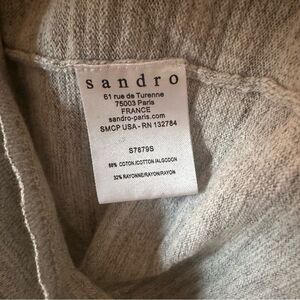 sandro
61 rue de Turenne
75003 Paris
FRANCE
sandro-paris.com
SMCP USA - RN 132784
S7879S
68% COTON/COTTON/ALGODON
32% RAYONNE/RAYON/RAYON